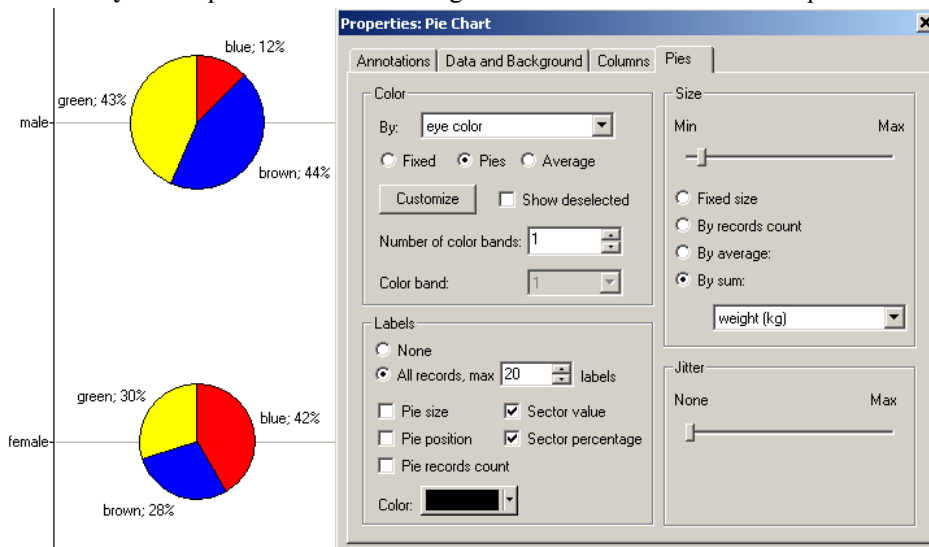 blue; 12%
green; 43%
male
brown; 44%
green; 30%
blue; 42%
female
brown; 28%
Properties: Pie Chart
Annotations
Data and Background
Columns
Pies
Color
By:
eye color
Fixed
Pies
Average
Customize
Show deselected
Number of color bands:
1
Color band:
1
Labels
None
All records, max
20
labels
Pie size
Sector value
Pie position
Sector percentage
Pie records count
Color:
Size
Min
Max
Fixed size
By records count
By average:
By sum:
weight (kg)
Jitter
None
Max